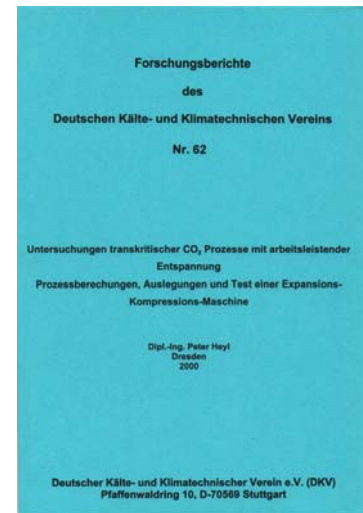 Forschungsberichte
des
Deutschen Kälte- und Klimatechnischen Vereins
Nr. 62
Untersuchungen transkritischer CO₂ Prozesse mit arbeitsleistender
Entspannung
Prozessberechungen, Auslegungen und Test einer Expansions-
Kompressions-Maschine
Dipl.-Ing. Peter Heyl
Dresden
2000
Deutscher Kälte- und Klimatechnischer Verein e.V. (DKV)
Pfaffenwaldring 10, D-70569 Stuttgart